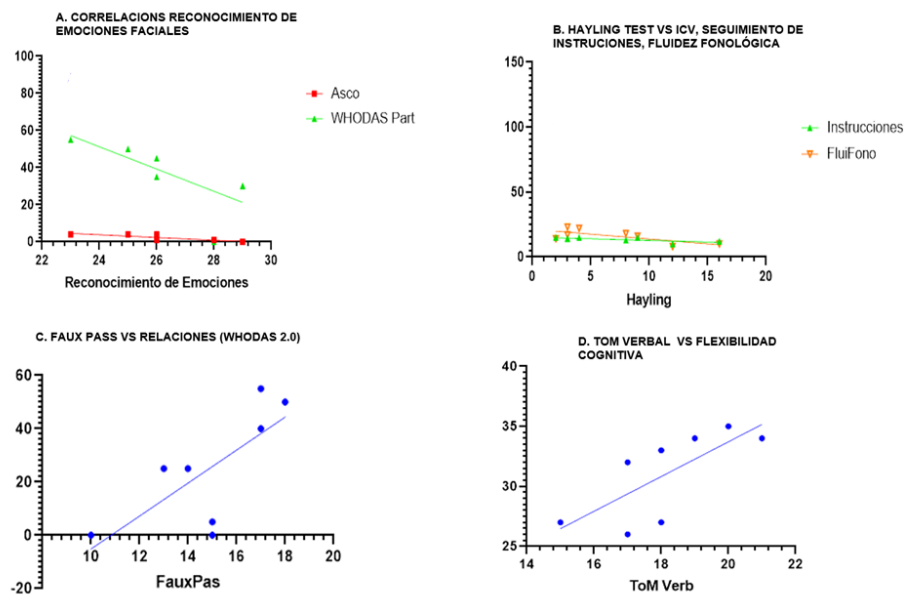 A. CORRELACIONS RECONOCIMIENTO DE
EMOCIONES FACIALES
100
80
60
40
20
0
22
24
26
28
30
Reconocimiento de Emociones
Asco
WHODAS Part
B. HAYLING TEST VS ICV, SEGUIMIENTO DE
INSTRUCIONES, FLUIDEZ FONOLÓGICA
150
100
50
0
0
5
10
15
20
Hayling
Instrucciones
FluiFono
C. FAUX PASS VS RELACIONES (WHODAS 2.0)
60
40
20
0
-20
10
12
14
16
18
20
FauxPas
D. TOM VERBAL VS FLEXIBILIDAD
COGNITIVA
40
35
30
25
14
16
18
20
22
ToM Verb